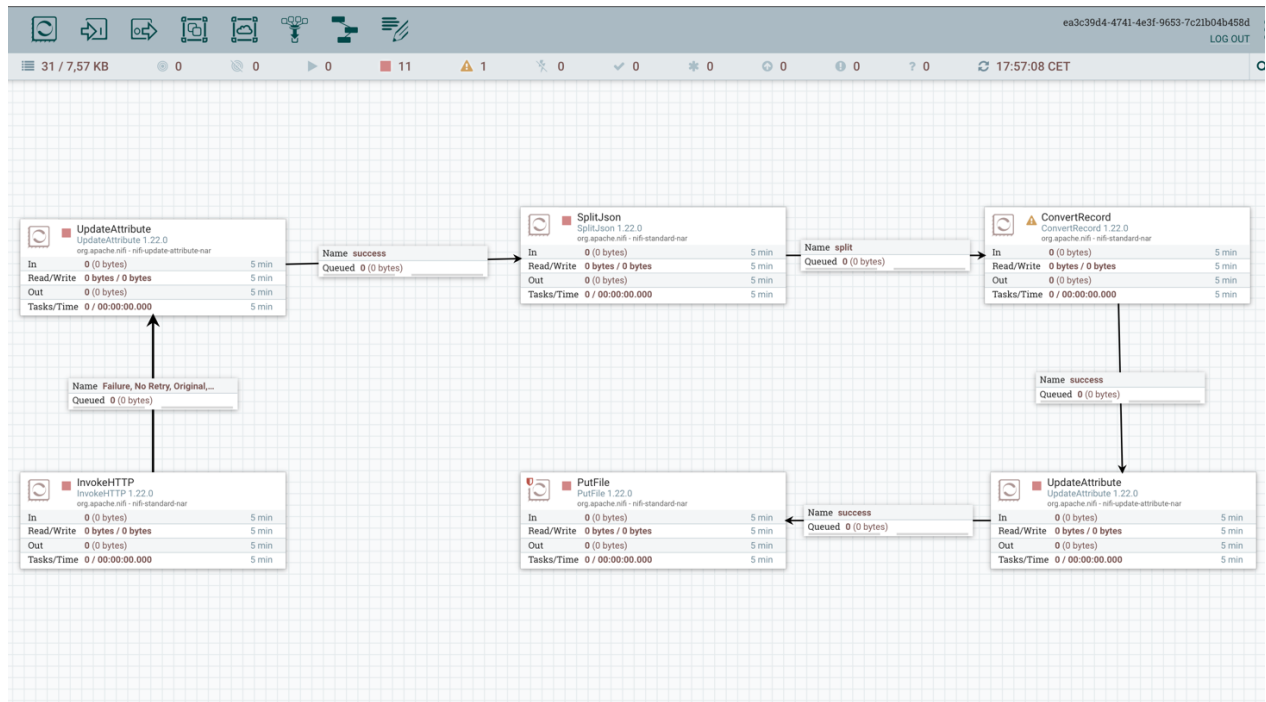 ea3c39d4-4741-4e3f-9653-7c21b04b458d
LOG OUT
31 / 7,57 KB 0 0 0 11 1 0 0 0 0 0 ? 0 17:57:08 CET
UpdateAttribute
UpdateAttribute 1.22.0
org.apache.nifi - nifi-update-attribute-nar
In 0 (0 bytes) 5 min
Read/Write 0 bytes / 0 bytes 5 min
Out 0 (0 bytes) 5 min
Tasks/Time 0 / 00:00:00.000 5 min
Name success
Queued 0 (0 bytes)
SplitJson
SplitJson 1.22.0
org.apache.nifi - nifi-standard-nar
In 0 (0 bytes) 5 min
Read/Write 0 bytes / 0 bytes 5 min
Out 0 (0 bytes) 5 min
Tasks/Time 0 / 00:00:00.000 5 min
Name split
Queued 0 (0 bytes)
ConvertRecord
ConvertRecord 1.22.0
org.apache.nifi - nifi-standard-nar
In 0 (0 bytes) 5 min
Read/Write 0 bytes / 0 bytes 5 min
Out 0 (0 bytes) 5 min
Tasks/Time 0 / 00:00:00.000 5 min
Name Failure, No Retry, Original,...
Queued 0 (0 bytes)
Name success
Queued 0 (0 bytes)
InvokeHTTP
InvokeHTTP 1.22.0
org.apache.nifi - nifi-standard-nar
In 0 (0 bytes) 5 min
Read/Write 0 bytes / 0 bytes 5 min
Out 0 (0 bytes) 5 min
Tasks/Time 0 / 00:00:00.000 5 min
PutFile
PutFile 1.22.0
org.apache.nifi - nifi-standard-nar
In 0 (0 bytes) 5 min
Read/Write 0 bytes / 0 bytes 5 min
Out 0 (0 bytes) 5 min
Tasks/Time 0 / 00:00:00.000 5 min
Name success
Queued 0 (0 bytes)
UpdateAttribute
UpdateAttribute 1.22.0
org.apache.nifi - nifi-update-attribute-nar
In 0 (0 bytes) 5 min
Read/Write 0 bytes / 0 bytes 5 min
Out 0 (0 bytes) 5 min
Tasks/Time 0 / 00:00:00.000 5 min